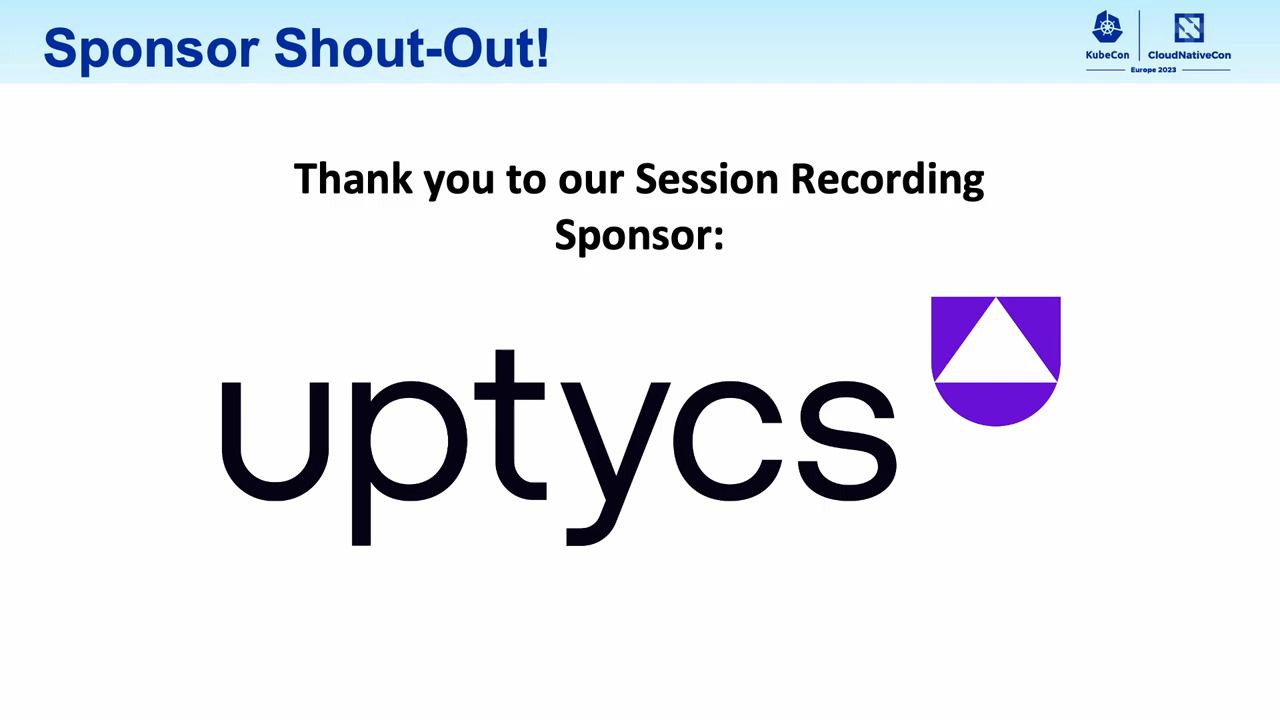 Sponsor Shout-Out!
KubeCon
CloudNativeCon
Europe 2023
Thank you to our Session Recording
Sponsor:
uptycs